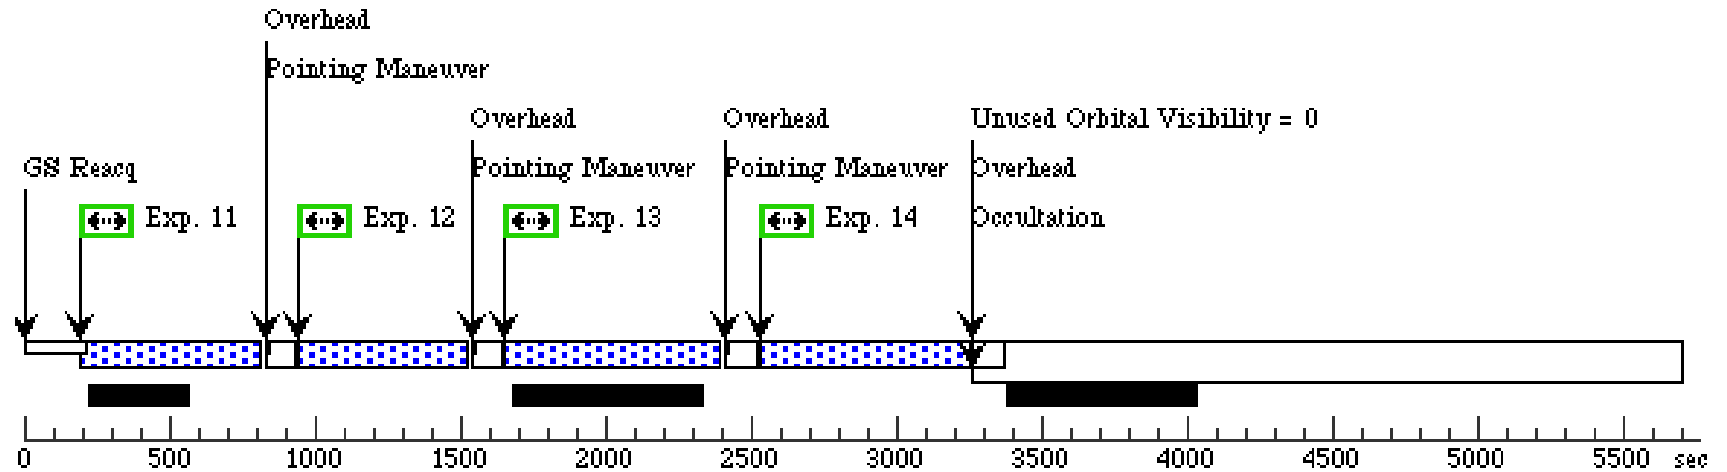 Overhead
Pointing Maneuver
Overhead
Overhead
Unused Orbital Visibility = 0
GS Reacq
Pointing Maneuver
Pointing Maneuver
Overhead
Exp. 11
Exp. 12
Exp. 13
Exp. 14
Occultation
0 500 1000 1500 2000 2500 3000 3500 4000 4500 5000 5500 sec